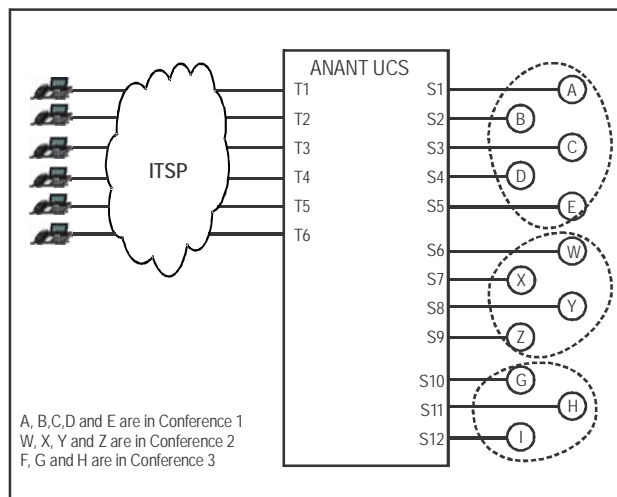 ANANT UCS
T1
T2
T3
T4
T5
T6
ITSP
S1
S2
S3
S4
S5
S6
S7
S8
S9
S10
S11
S12
A
B
C
D
E
W
X
Y
Z
G
H
I
A, B,C,D and E are in Conference 1
W, X, Y and Z are in Conference 2
F, G and H are in Conference 3